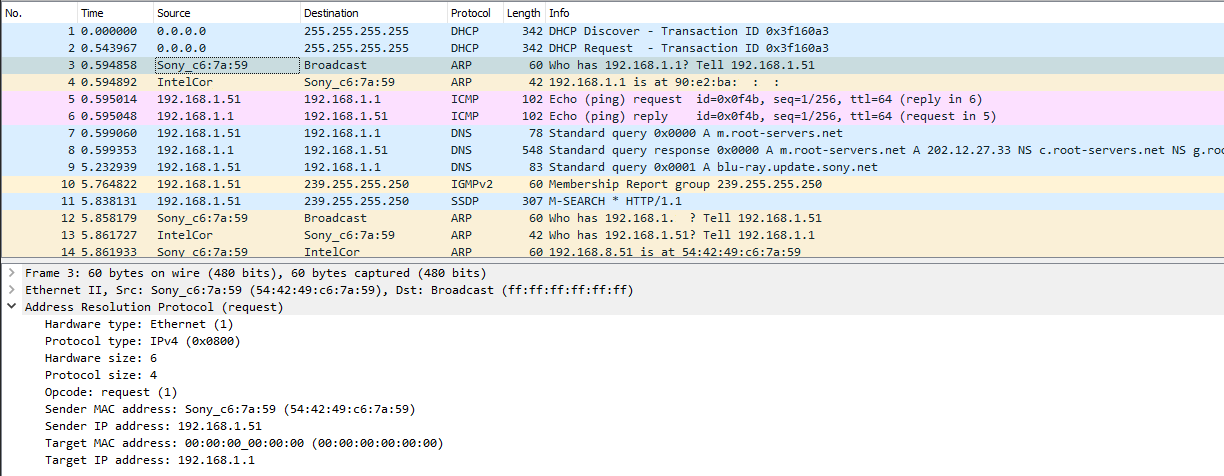 No. Time Source Destination Protocol Length Info
1 0.000000 0.0.0.0 255.255.255.255 DHCP 342 DHCP Discover - Transaction ID 0x3f160a3
2 0.543967 0.0.0.0 255.255.255.255 DHCP 342 DHCP Request - Transaction ID 0x3f160a3
3 0.594858 Sony_c6:7a:59 Broadcast ARP 60 Who has 192.168.1.1? Tell 192.168.1.51
4 0.594892 IntelCor Sony_c6:7a:59 ARP 42 192.168.1.1 is at 90:e2:ba: : :
5 0.595014 192.168.1.51 192.168.1.1 ICMP 102 Echo (ping) request id=0x0f4b, seq=1/256, ttl=64 (reply in 6)
6 0.595048 192.168.1.1 192.168.1.51 ICMP 102 Echo (ping) reply id=0x0f4b, seq=1/256, ttl=64 (request in 5)
7 0.599060 192.168.1.51 192.168.1.1 DNS 78 Standard query 0x0000 A m.root-servers.net
8 0.599353 192.168.1.1 192.168.1.51 DNS 548 Standard query response 0x0000 A m.root-servers.net A 202.12.27.33 NS c.root-servers.net NS g.roo
9 5.232939 192.168.1.51 192.168.1.1 DNS 83 Standard query 0x0001 A blu-ray.update.sony.net
10 5.764822 192.168.1.51 239.255.255.250 IGMPv2 60 Membership Report group 239.255.255.250
11 5.838131 192.168.1.51 239.255.255.250 SSDP 307 M-SEARCH * HTTP/1.1
12 5.858179 Sony_c6:7a:59 Broadcast ARP 60 Who has 192.168.1. ? Tell 192.168.1.51
13 5.861727 IntelCor Sony_c6:7a:59 ARP 42 Who has 192.168.1.51? Tell 192.168.1.1
14 5.861933 Sony_c6:7a:59 IntelCor ARP 60 192.168.8.51 is at 54:42:49:c6:7a:59
Frame 3: 60 bytes on wire (480 bits), 60 bytes captured (480 bits)
Ethernet II, Src: Sony_c6:7a:59 (54:42:49:c6:7a:59), Dst: Broadcast (ff:ff:ff:ff:ff:ff)
Address Resolution Protocol (request)
Hardware type: Ethernet (1)
Protocol type: IPv4 (0x0800)
Hardware size: 6
Protocol size: 4
Opcode: request (1)
Sender MAC address: Sony_c6:7a:59 (54:42:49:c6:7a:59)
Sender IP address: 192.168.1.51
Target MAC address: 00:00:00_00:00:00 (00:00:00:00:00:00)
Target IP address: 192.168.1.1